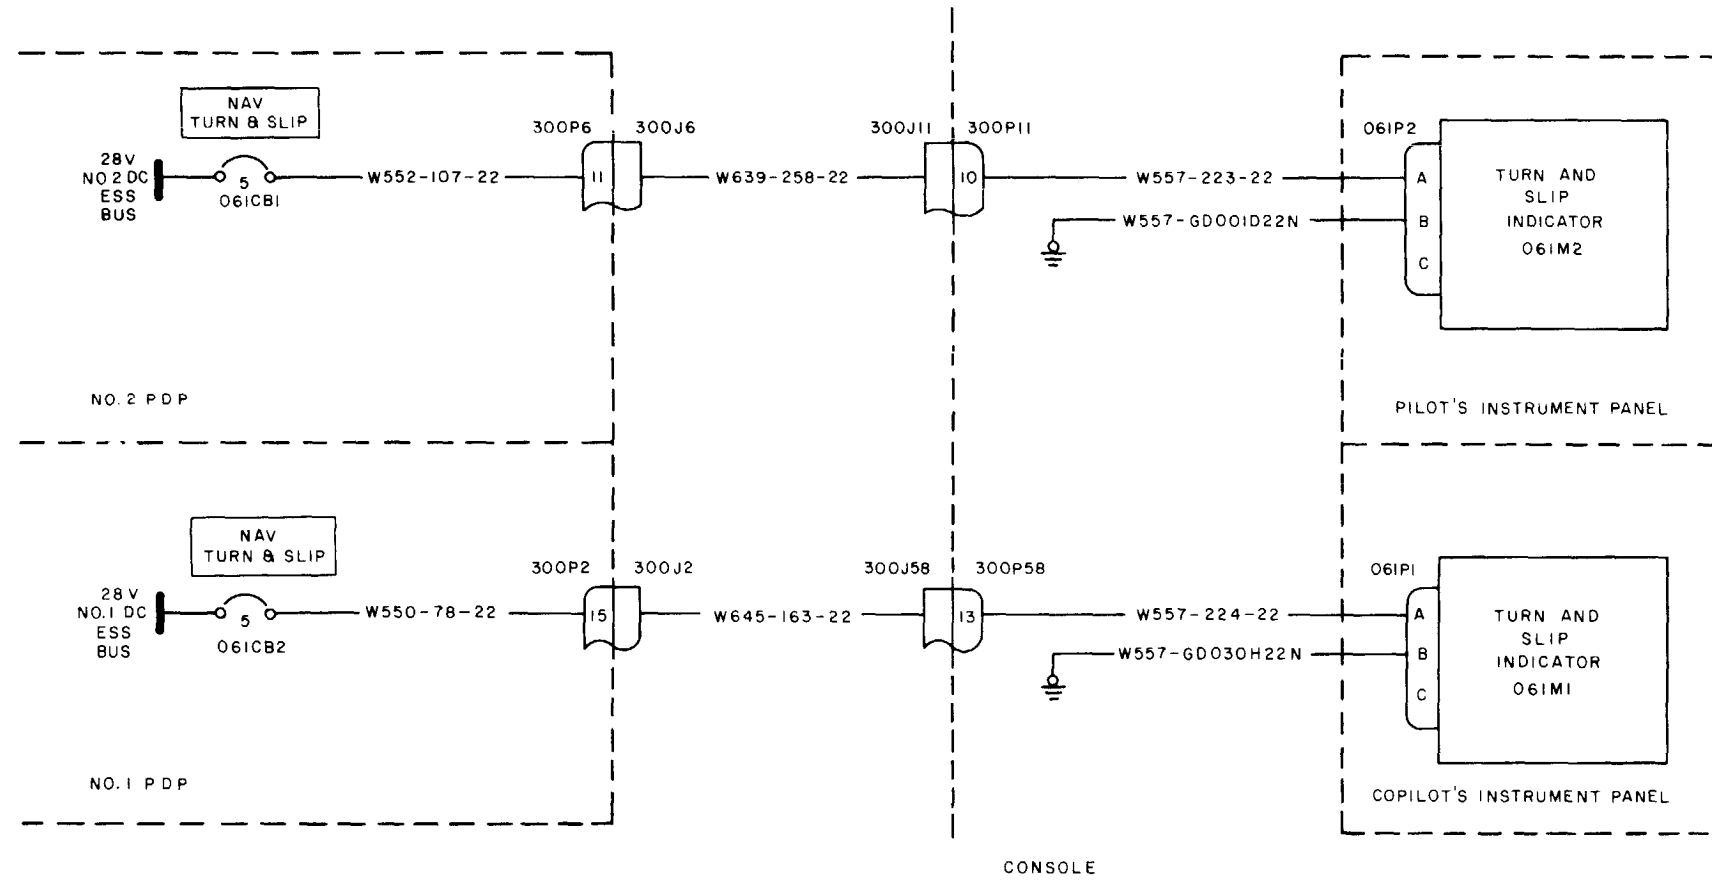 NAV
TURN & SLIP
28V
NO.2 DC
ESS
BUS
5
061CB1
W552-107-22
300P6
300J6
11
W639-258-22
300J11
300P11
10
W557-223-22
W557-GD001D22N
061P2
A
B
C
TURN AND
SLIP
INDICATOR
061M2
NO. 2 PDP
PILOT'S INSTRUMENT PANEL
NAV
TURN & SLIP
28V
NO.1 DC
ESS
BUS
5
061CB2
W550-78-22
300P2
300J2
15
W645-163-22
300J58
300P58
13
W557-224-22
W557-GD030H22N
061P1
A
B
C
TURN AND
SLIP
INDICATOR
061M1
NO. 1 PDP
COPILOT'S INSTRUMENT PANEL
CONSOLE